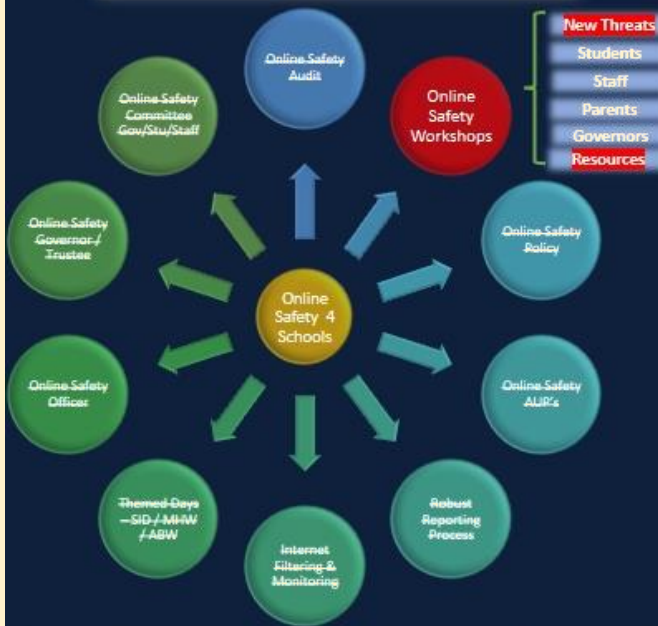 Online Safety
Audit
Online
Safety
Workshops
New Threats
Students
Staff
Parents
Governors
Resources
Online Safety
Policy
Online Safety
AUP's
Robust
Reporting
Process
Internet
Filtering &
Monitoring
Themed Days
– SID / MHW
/ ABW
Online Safety
Officer
Online Safety
Governor /
Trustee
Online Safety
Committee
Gov/Stu/Staff
Online
Safety 4
Schools